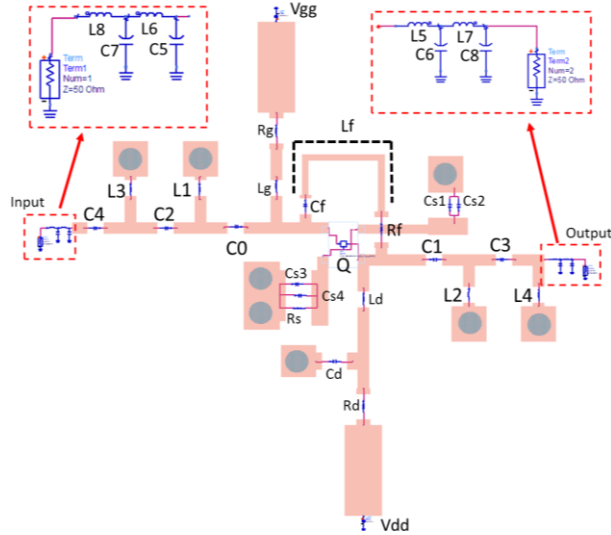 L8 L6
C7 C5
Term
Term1
Num=1
Z=50 Ohm
Vgg
L5 L7
C6 C8
Term
Term2
Num=2
Z=50 Ohm
Rg
Lf
L3 L1
Lg
Cf
Cs1 Cs2
Input
C4 C2
C0
Rf
Q
C1 C3
Output
Cs3
Cs4
Rs
Ld
L2 L4
Cd
Rd
Vdd